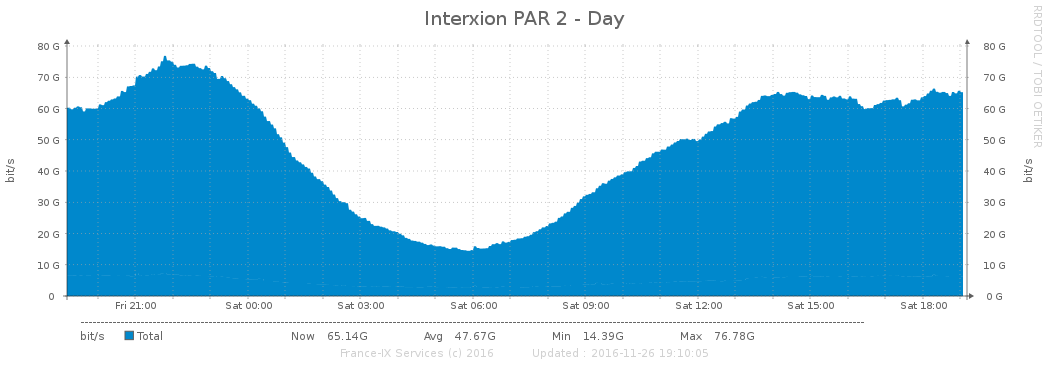 Interxion PAR 2 - Day
RRDTOOL / TOBI OETIKER
80 G 80 G
70 G 70 G
60 G 60 G
50 G 50 G
40 G 40 G
30 G 30 G
20 G 20 G
10 G 10 G
0 0 G
bit/s bit/s
Fri 21:00 Sat 00:00 Sat 03:00 Sat 06:00 Sat 09:00 Sat 12:00 Sat 15:00 Sat 18:00
bit/s Total Now 65.14G Avg 47.67G Min 14.39G Max 76.78G
France-IX Services (c) 2016 Updated : 2016-11-26 19:10:05